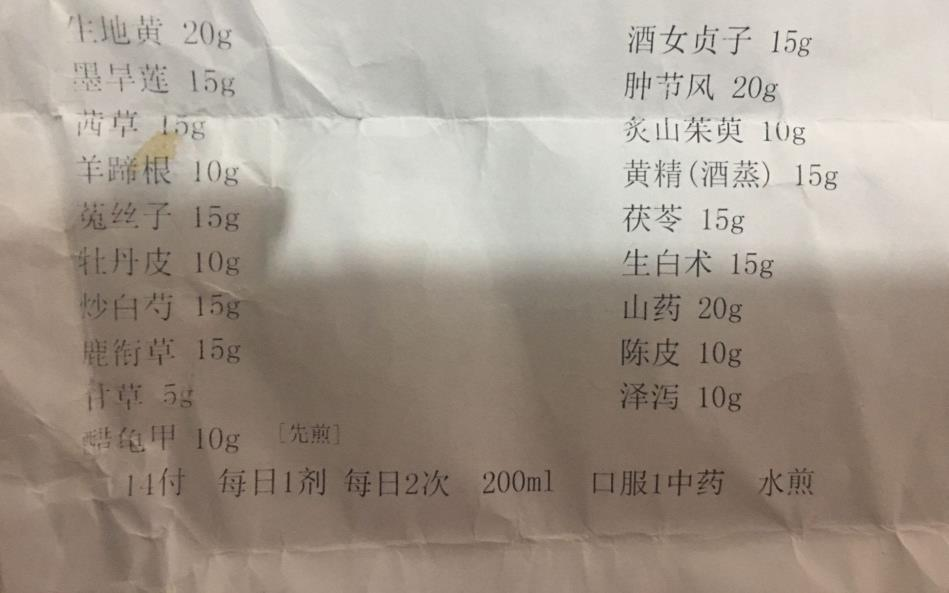 生地黄 20g 酒女贞子 15g
墨旱莲 15g 肿节风 20g
茜草 15g 炙山茱萸 10g
羊蹄根 10g 黄精(酒蒸) 15g
菟丝子 15g 茯苓 15g
牡丹皮 10g 生白术 15g
炒白芍 15g 山药 20g
鹿衔草 15g 陈皮 10g
甘草 5g 泽泻 10g
醋龟甲 10g [先煎]
14付 每日1剂 每日2次 200ml 口服1中药 水煎